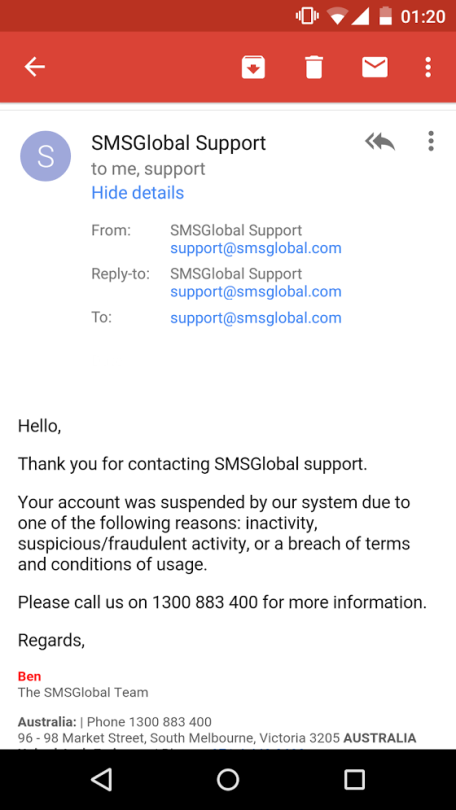 01:20
S
SMSGlobal Support
to me, support
Hide details
From: SMSGlobal Support
support@smsglobal.com
Reply-to: SMSGlobal Support
support@smsglobal.com
To: support@smsglobal.com
Hello,
Thank you for contacting SMSGlobal support.
Your account was suspended by our system due to
one of the following reasons: inactivity,
suspicious/fraudulent activity, or a breach of terms
and conditions of usage.
Please call us on 1300 883 400 for more information.
Regards,
Ben
The SMSGlobal Team
Australia: | Phone 1300 883 400
96 - 98 Market Street, South Melbourne, Victoria 3205 AUSTRALIA